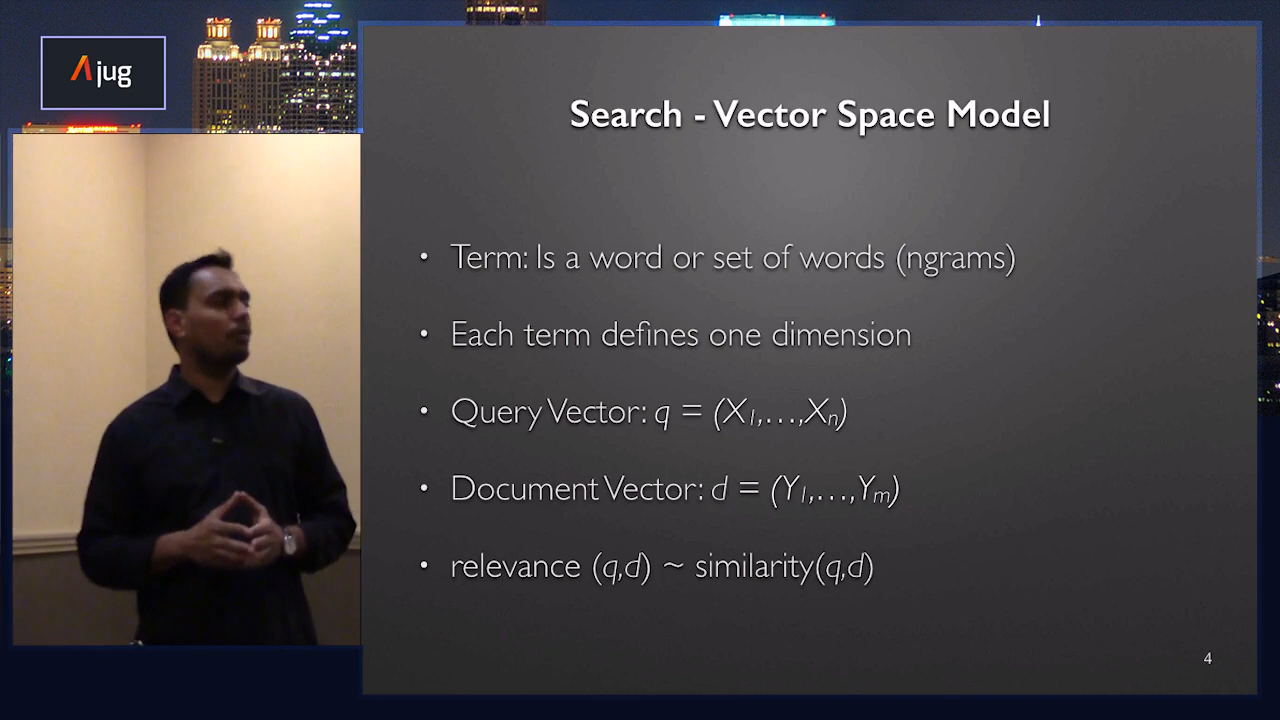 Ajug
Search - Vector Space Model
• Term: Is a word or set of words (ngrams)
• Each term defines one dimension
• Query Vector: q = (X1,…,Xn)
• Document Vector: d = (Y1,…,Ym)
• relevance (q,d) ~ similarity(q,d)
4